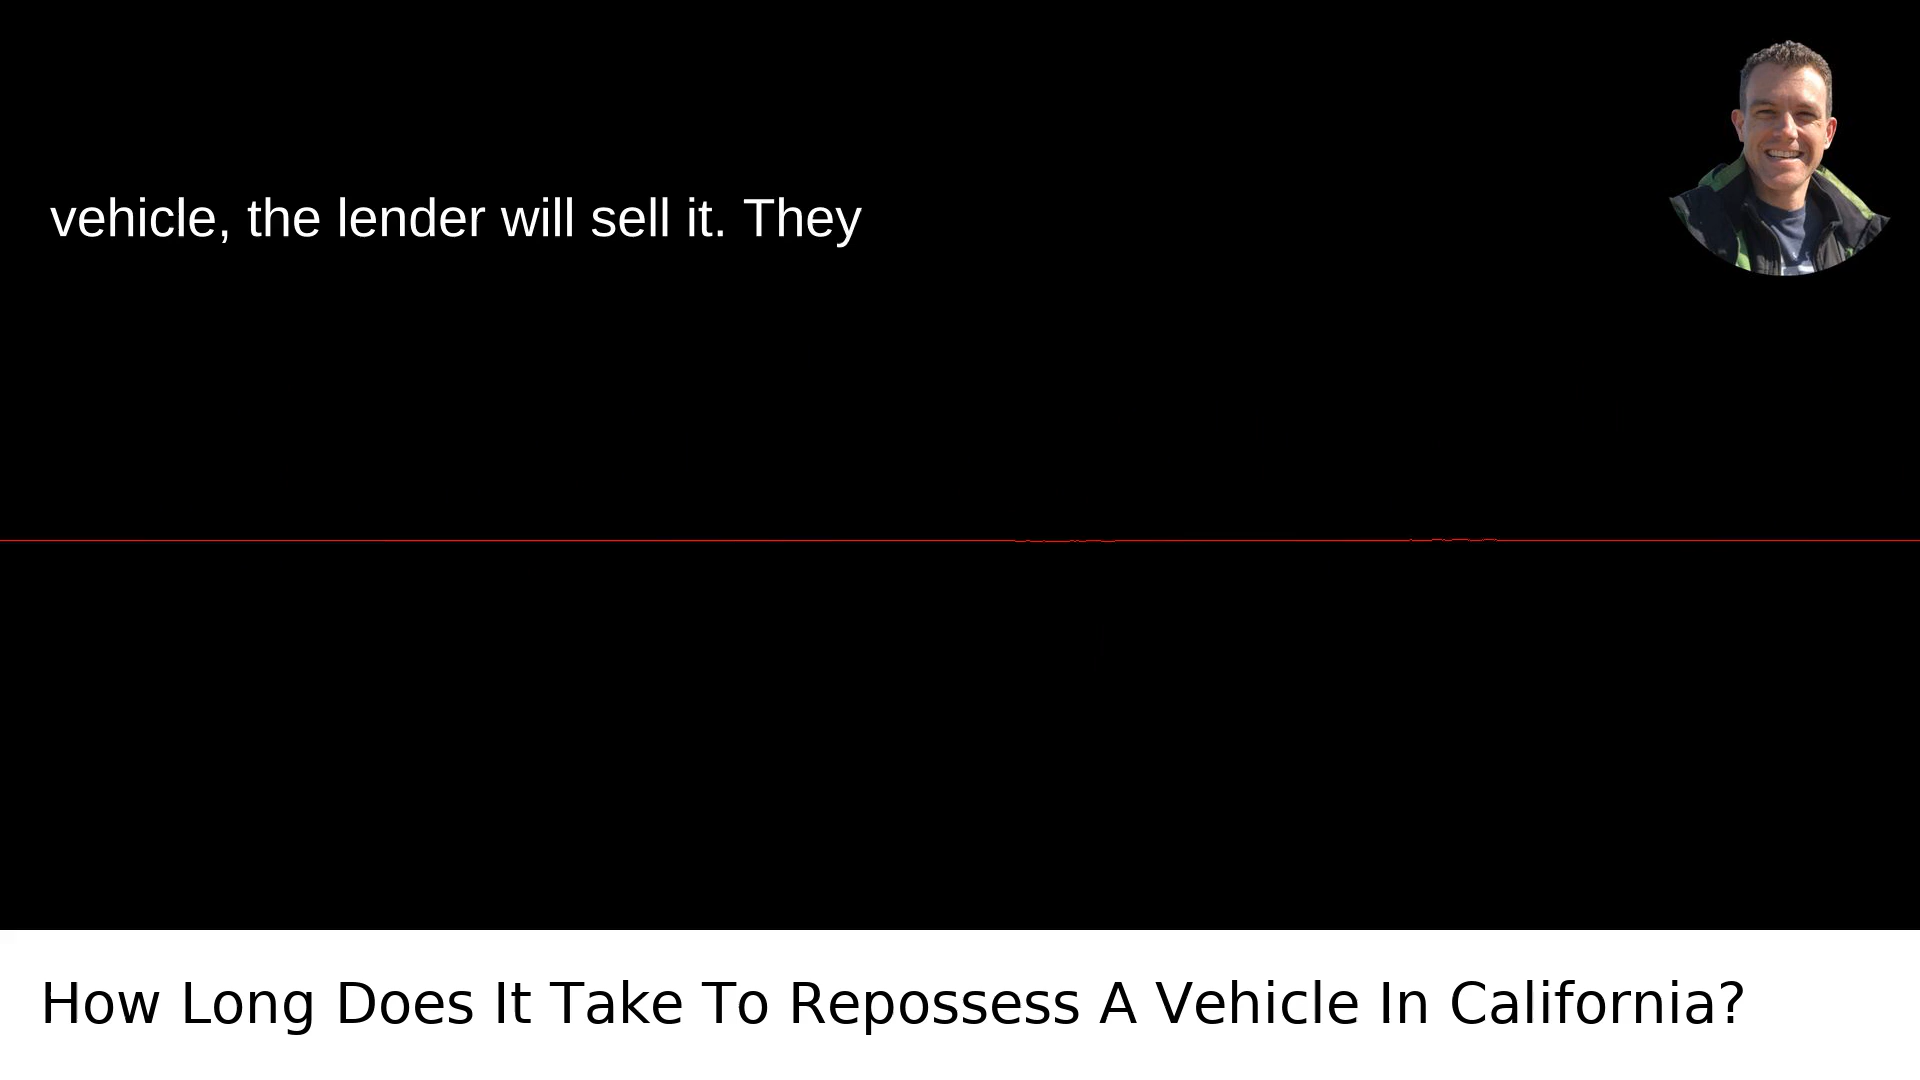 vehicle, the lender will sell it. They
How Long Does It Take To Repossess A Vehicle In California?